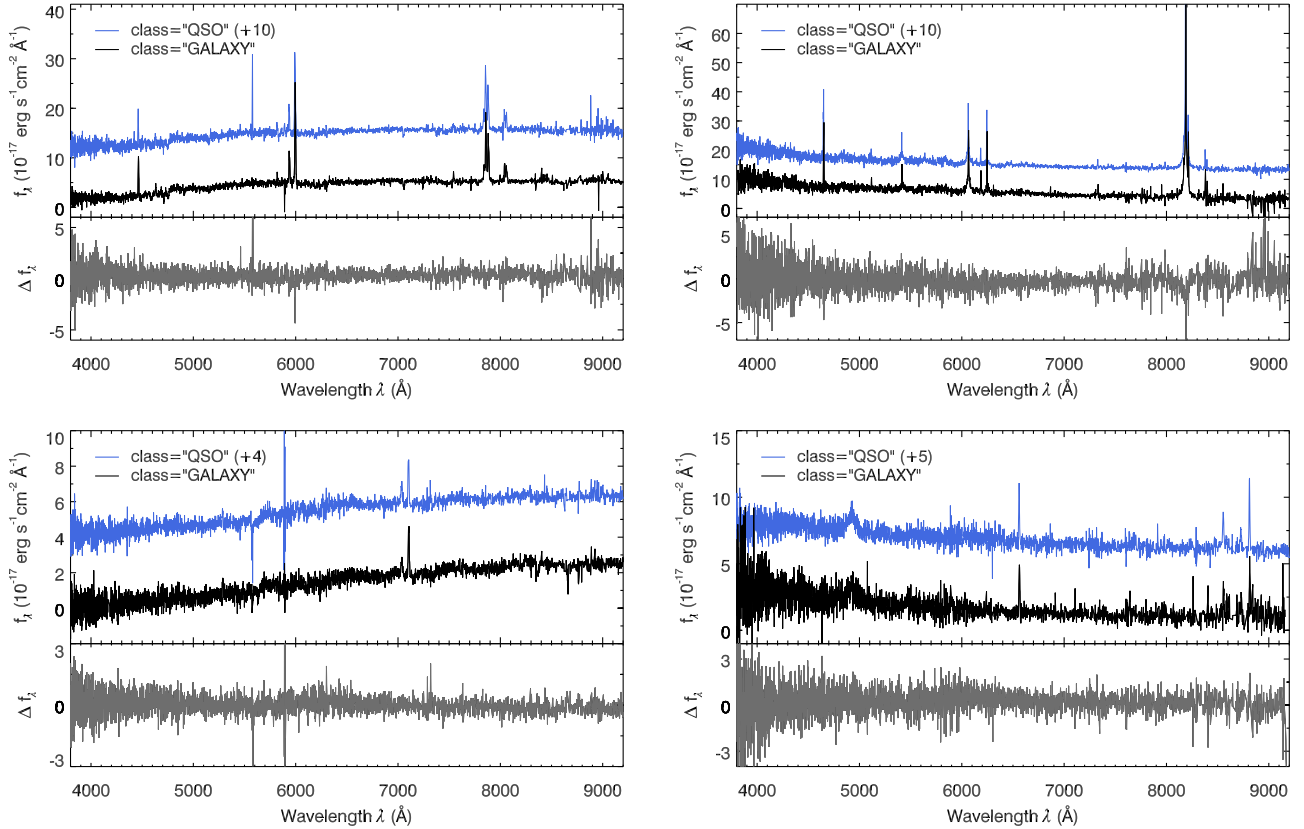 40
30
20
10
0
f_λ (10⁻¹⁷ erg s⁻¹ cm⁻² Å⁻¹)
class="QSO" (+10)
class="GALAXY"
5
0
-5
Δ f_λ
4000 5000 6000 7000 8000 9000
Wavelength λ (Å)
60
50
40
30
20
10
0
f_λ (10⁻¹⁷ erg s⁻¹ cm⁻² Å⁻¹)
class="QSO" (+10)
class="GALAXY"
5
0
-5
Δ f_λ
4000 5000 6000 7000 8000 9000
Wavelength λ (Å)
10
8
6
4
2
0
f_λ (10⁻¹⁷ erg s⁻¹ cm⁻² Å⁻¹)
class="QSO" (+4)
class="GALAXY"
3
0
-3
Δ f_λ
4000 5000 6000 7000 8000 9000
Wavelength λ (Å)
15
10
5
0
f_λ (10⁻¹⁷ erg s⁻¹ cm⁻² Å⁻¹)
class="QSO" (+5)
class="GALAXY"
3
0
-3
Δ f_λ
4000 5000 6000 7000 8000 9000
Wavelength λ (Å)